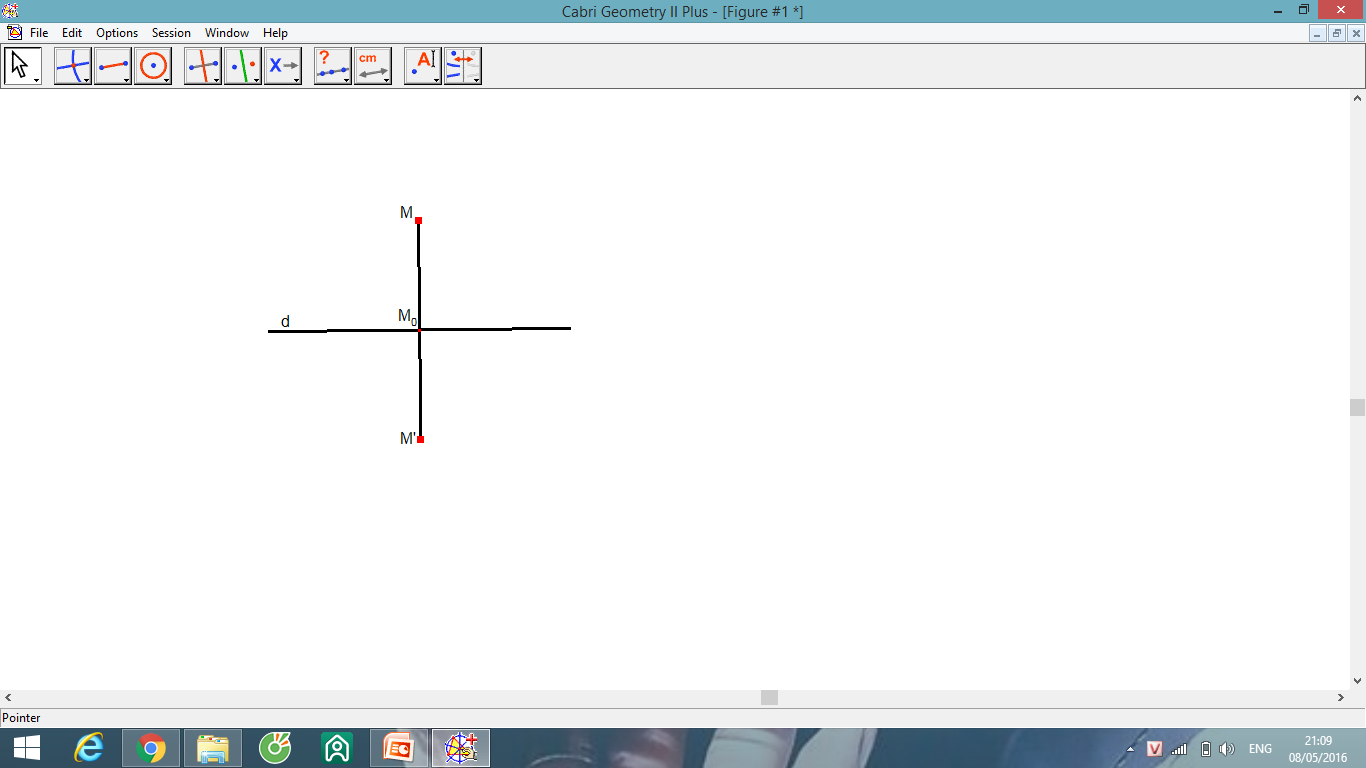 Cabri Geometry II Plus - [Figure #1 *]
File Edit Options Session Window Help
? cm A
X
M
M₀
d
M'
Pointer
V ENG 21:09
08/05/2016